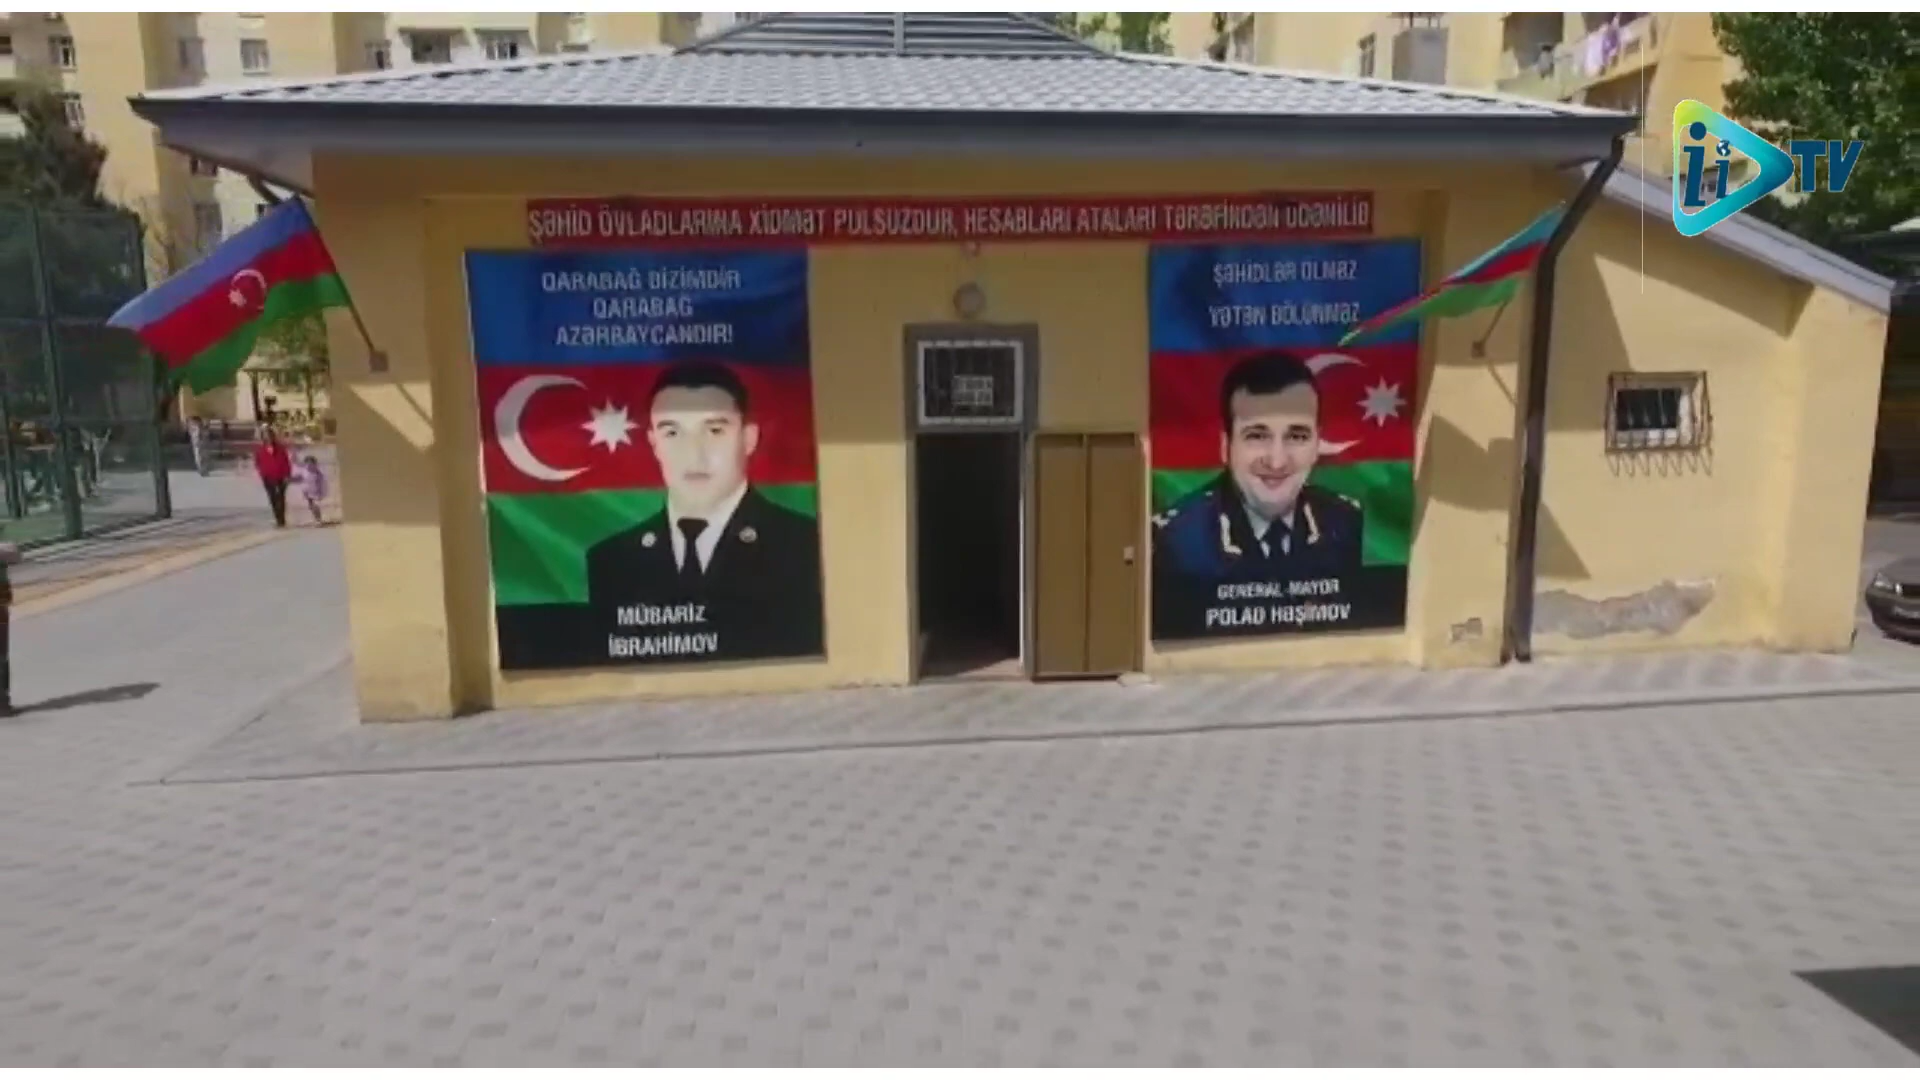 ŞƏHİD ÖVLADLARINA XİDMƏT PULSUZDUR, HESABLARI ATALARI TƏRƏFİNDƏN ÖDƏNİLİB
QARABAĞ BİZİMDİR
QARABAĞ
AZƏRBAYCANDIR!
MÜBARİZ
İBRAHİMOV
ŞƏHİDLƏR ÖLMƏZ
VƏTƏN BÖLÜNMƏZ
GENERAL-MAYOR
POLAD HƏŞİMOV
TV